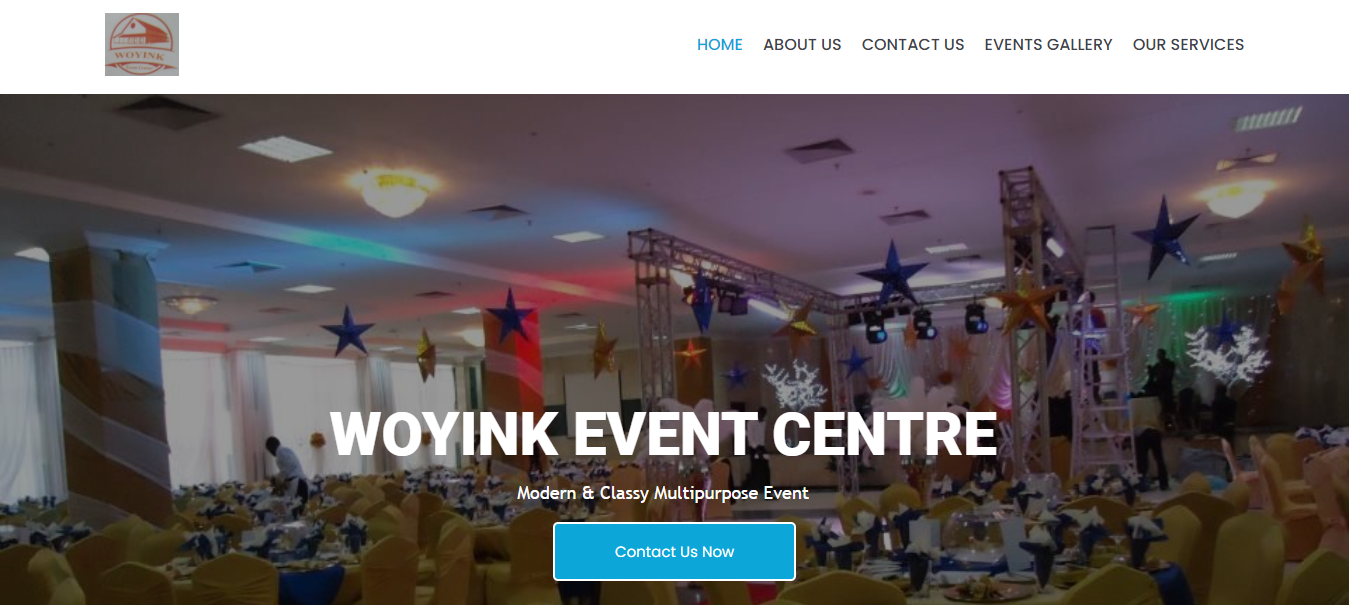 WOYINK
HOME ABOUT US CONTACT US EVENTS GALLERY OUR SERVICES
WOYINK EVENT CENTRE
Modern & Classy Multipurpose Event
Contact Us Now